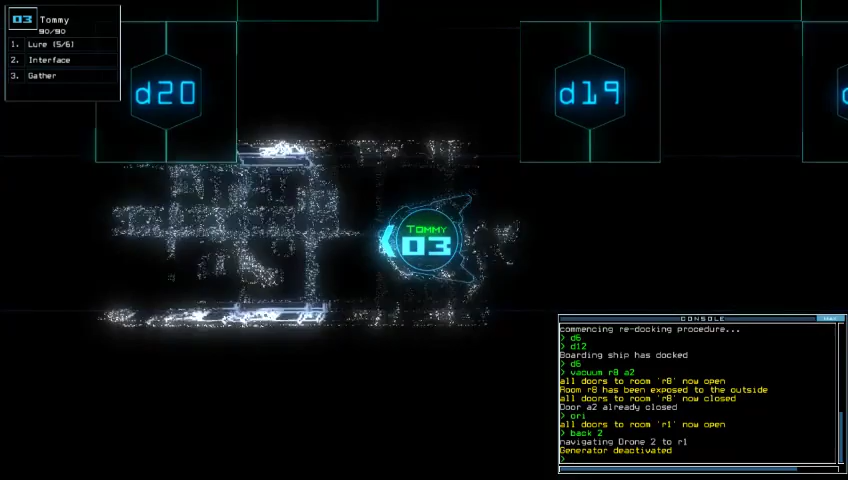 03 Tommy
90/90
1. Lure (5/6)
2. Interface
3. Gather
d20
d19
TOMMY
03
CONSOLE
commencing re-docking procedure...
> d6
> d12
Boarding ship has docked
> d6
> vacuum r8 a2
all doors to room 'r8' now open
Room r8 has been exposed to the outside
all doors to room 'r8' now closed
Door a2 already closed
> ori
all doors to room 'r1' now open
> back 2
navigating Drone 2 to r1
Generator deactivated
>